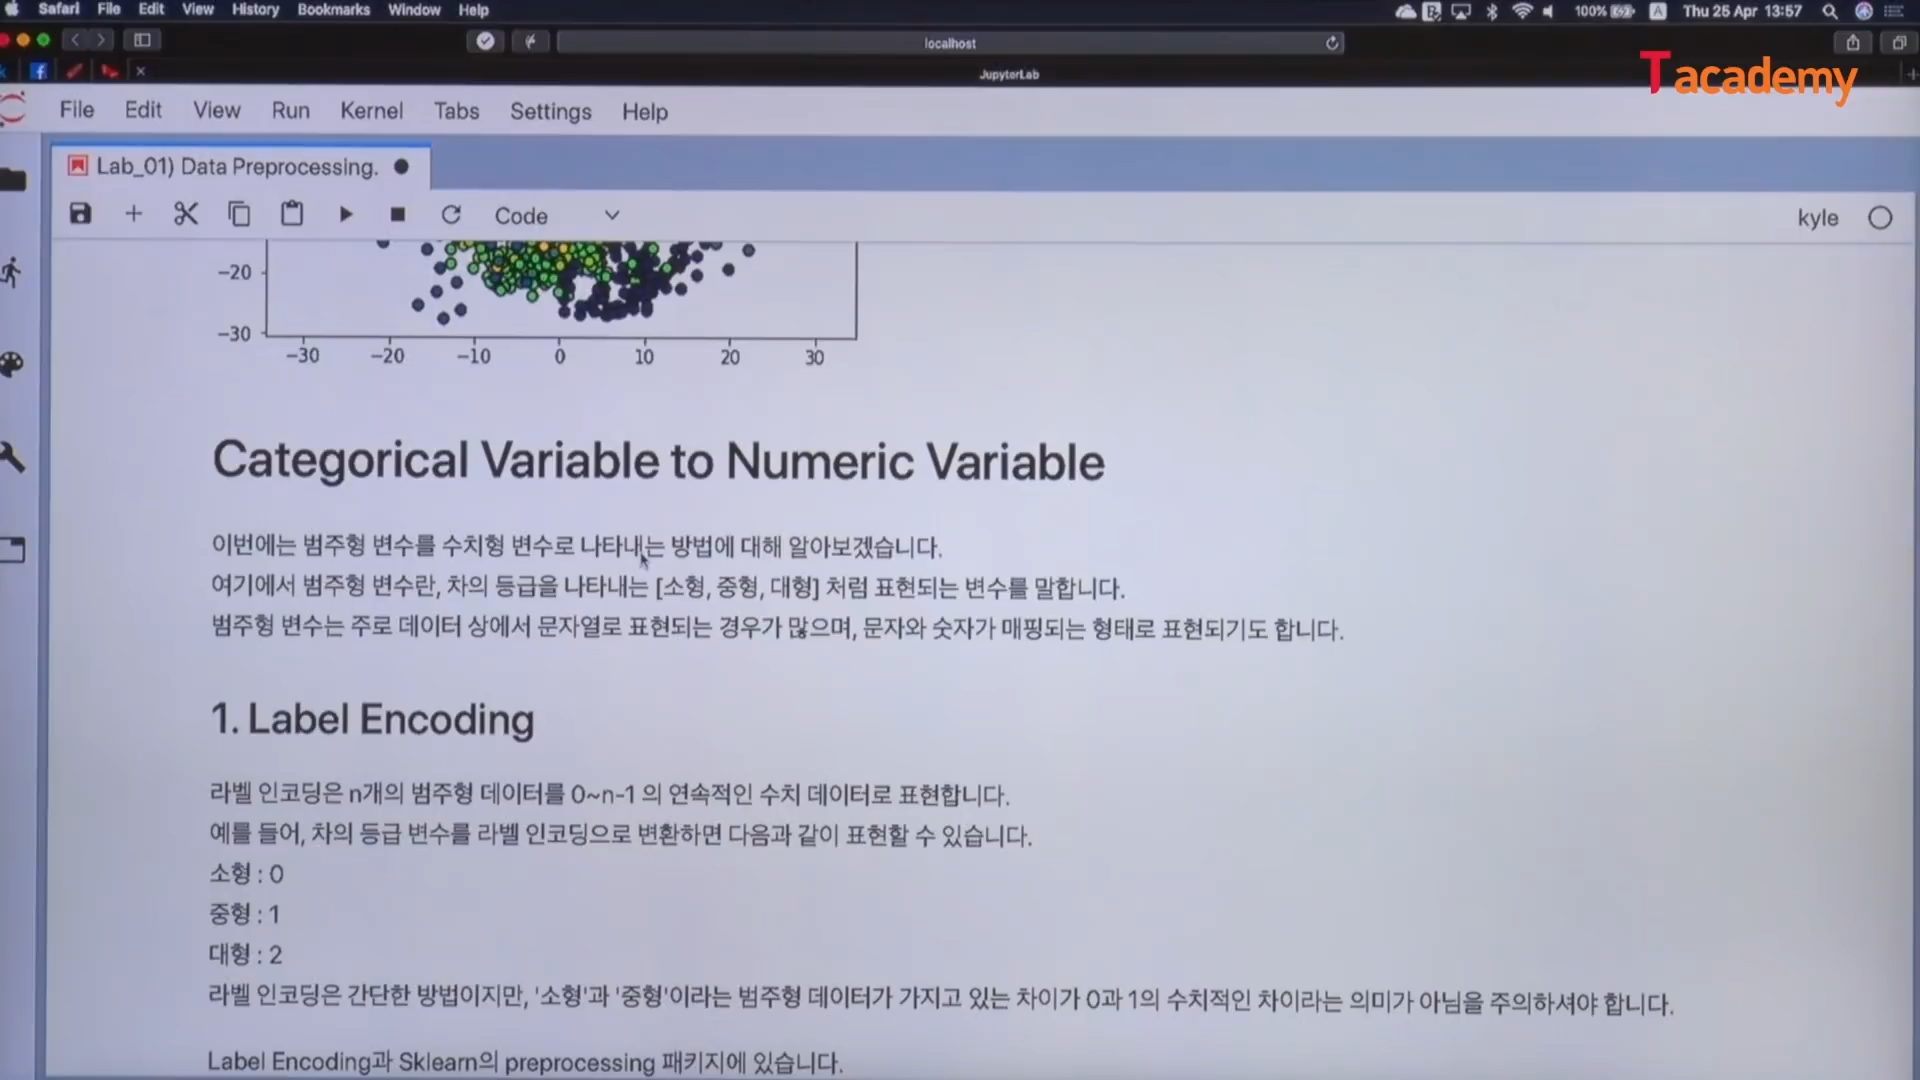 Safari File Edit View History Bookmarks Window Help
100%
A
Thu 25 Apr 13:57
localhost
JupyterLab
Tacademy
File Edit View Run Kernel Tabs Settings Help
Lab_01) Data Preprocessing.
Code
kyle
−20
−30
−30 −20 −10 0 10 20 30
Categorical Variable to Numeric Variable
이번에는 범주형 변수를 수치형 변수로 나타내는 방법에 대해 알아보겠습니다.
여기에서 범주형 변수란, 차의 등급을 나타내는 [소형, 중형, 대형] 처럼 표현되는 변수를 말합니다.
범주형 변수는 주로 데이터 상에서 문자열로 표현되는 경우가 많으며, 문자와 숫자가 매핑되는 형태로 표현되기도 합니다.
1. Label Encoding
라벨 인코딩은 n개의 범주형 데이터를 0~n-1 의 연속적인 수치 데이터로 표현합니다.
예를 들어, 차의 등급 변수를 라벨 인코딩으로 변환하면 다음과 같이 표현할 수 있습니다.
소형 : 0
중형 : 1
대형 : 2
라벨 인코딩은 간단한 방법이지만, '소형'과 '중형'이라는 범주형 데이터가 가지고 있는 차이가 0과 1의 수치적인 차이라는 의미가 아님을 주의하셔야 합니다.
Label Encoding과 Sklearn의 preprocessing 패키지에 있습니다.